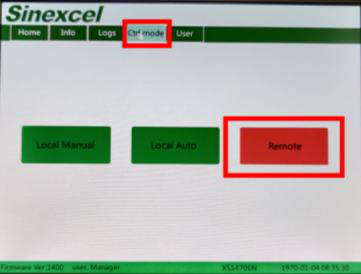 Sinexcel
Home Info Logs Ctrl mode User
Local Manual Local Auto Remote
Firmware Ver:1400 user: Manager XS1470SN 1970-01-04 08:35:30